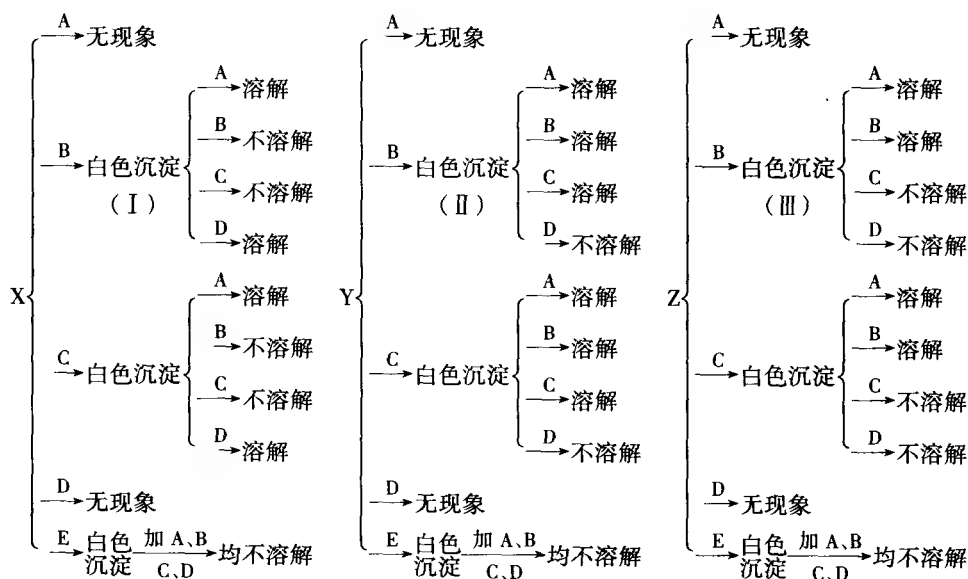 X
A 无现象
B 白色沉淀
(Ⅰ)
A 溶解
B 不溶解
C 不溶解
D 溶解
C 白色沉淀
A 溶解
B 不溶解
C 不溶解
D 溶解
D 无现象
E 白色沉淀 加 A、B C、D 均不溶解
Y
A 无现象
B 白色沉淀
(Ⅱ)
A 溶解
B 溶解
C 溶解
D 不溶解
C 白色沉淀
A 溶解
B 溶解
C 溶解
D 不溶解
D 无现象
E 白色沉淀 加 A、B C、D 均不溶解
Z
A 无现象
B 白色沉淀
(Ⅲ)
A 溶解
B 溶解
C 不溶解
D 不溶解
C 白色沉淀
A 溶解
B 溶解
C 不溶解
D 不溶解
D 无现象
E 白色沉淀 加 A、B C、D 均不溶解